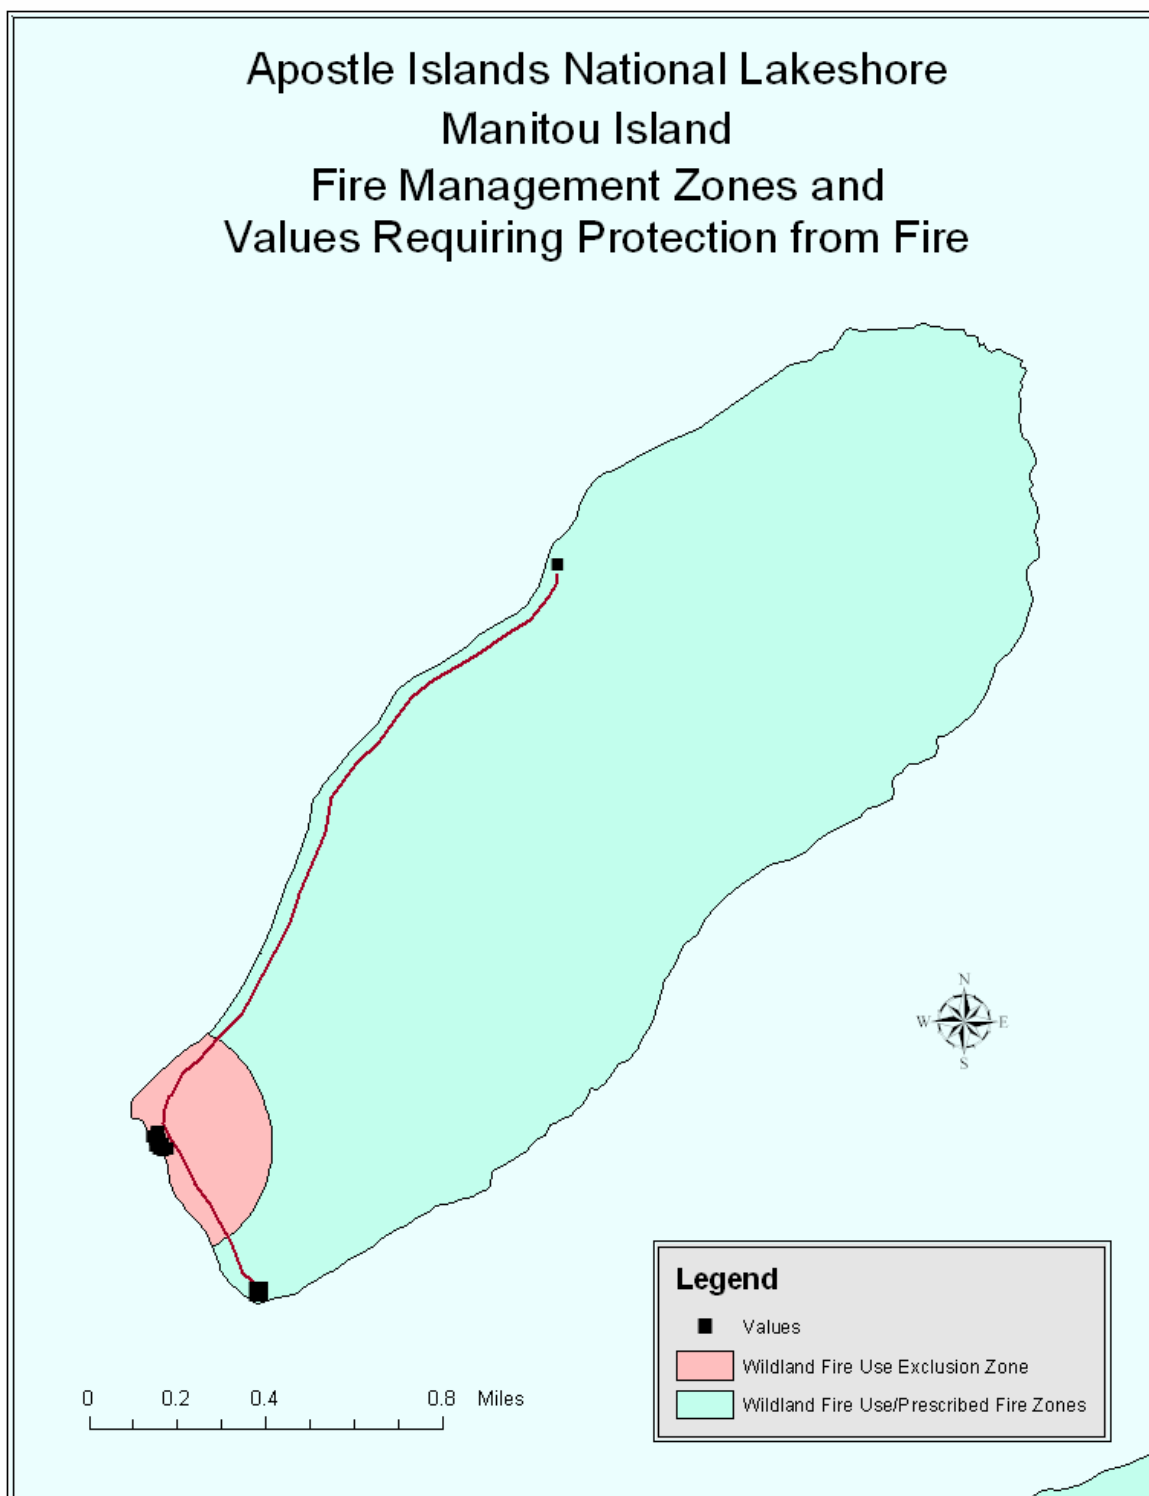 Apostle Islands National Lakeshore
Manitou Island
Fire Management Zones and
Values Requiring Protection from Fire
N
W E
S
Legend
Values
Wildland Fire Use Exclusion Zone
Wildland Fire Use/Prescribed Fire Zones
0 0.2 0.4 0.8 Miles